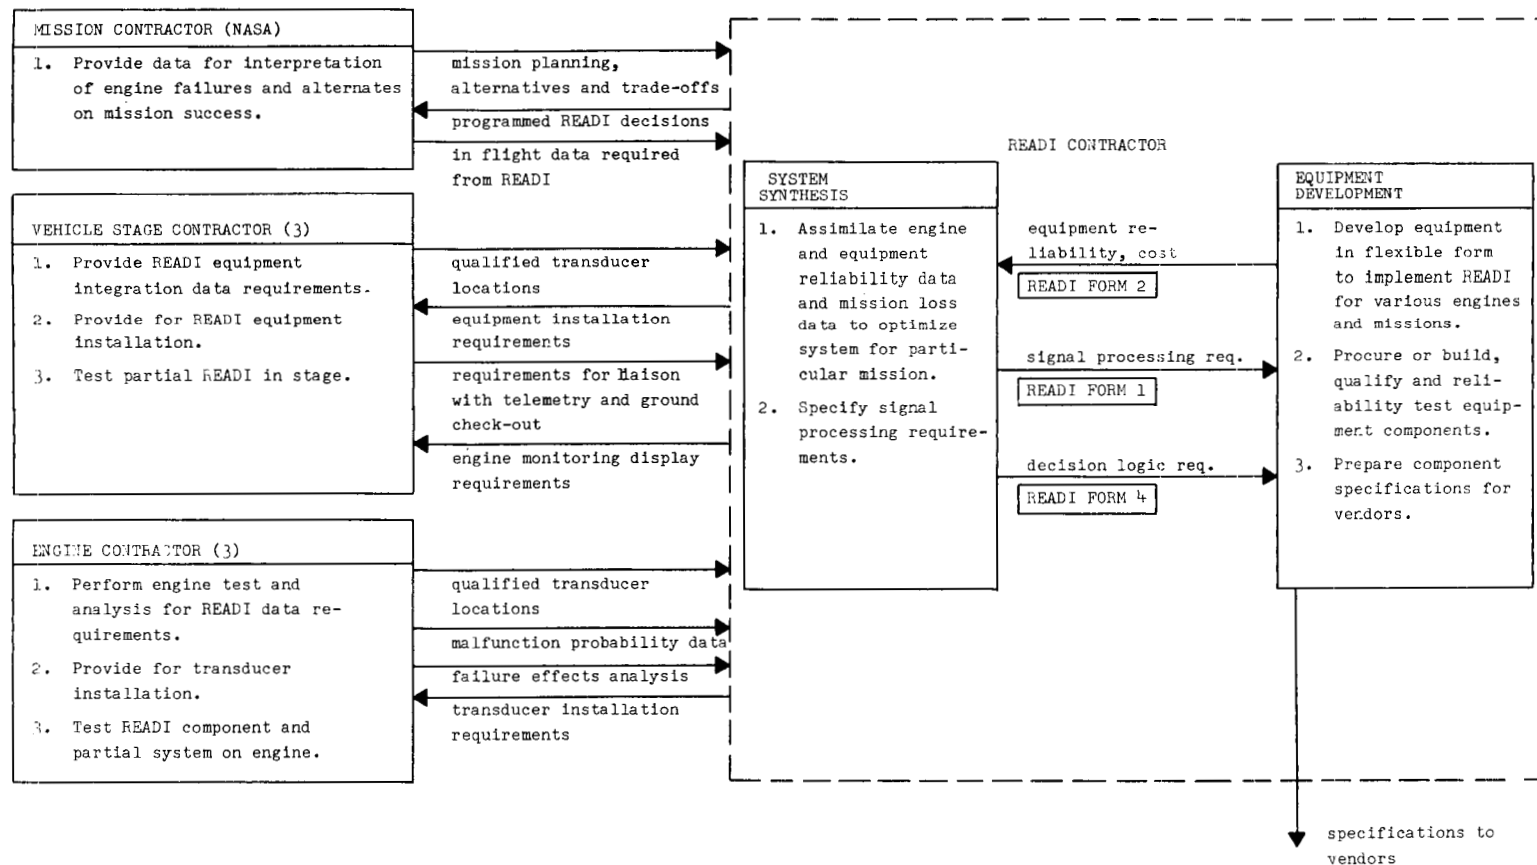 MISSION CONTRACTOR (NASA)
1. Provide data for interpretation
of engine failures and alternates
on mission success.
mission planning,
alternatives and trade-offs
programmed READI decisions
in flight data required
from READI
VEHICLE STAGE CONTRACTOR (3)
1. Provide READI equipment
integration data requirements.
2. Provide for READI equipment
installation.
3. Test partial READI in stage.
qualified transducer
locations
equipment installation
requirements
requirements for liaison
with telemetry and ground
check-out
engine monitoring display
requirements
ENGINE CONTRACTOR (3)
1. Perform engine test and
analysis for READI data re-
quirements.
2. Provide for transducer
installation.
3. Test READI component and
partial system on engine.
qualified transducer
locations
malfunction probability data
failure effects analysis
transducer installation
requirements
READI CONTRACTOR
SYSTEM
SYNTHESIS
1. Assimilate engine
and equipment
reliability data
and mission loss
data to optimize
system for parti-
cular mission.
2. Specify signal
processing require-
ments.
equipment re-
liability, cost
READI FORM 2
signal processing req.
READI FORM 1
decision logic req.
READI FORM 4
EQUIPMENT
DEVELOPMENT
1. Develop equipment
in flexible form
to implement READI
for various engines
and missions.
2. Procure or build,
qualify and reli-
ability test equip-
ment components.
3. Prepare component
specifications for
vendors.
specifications to
vendors